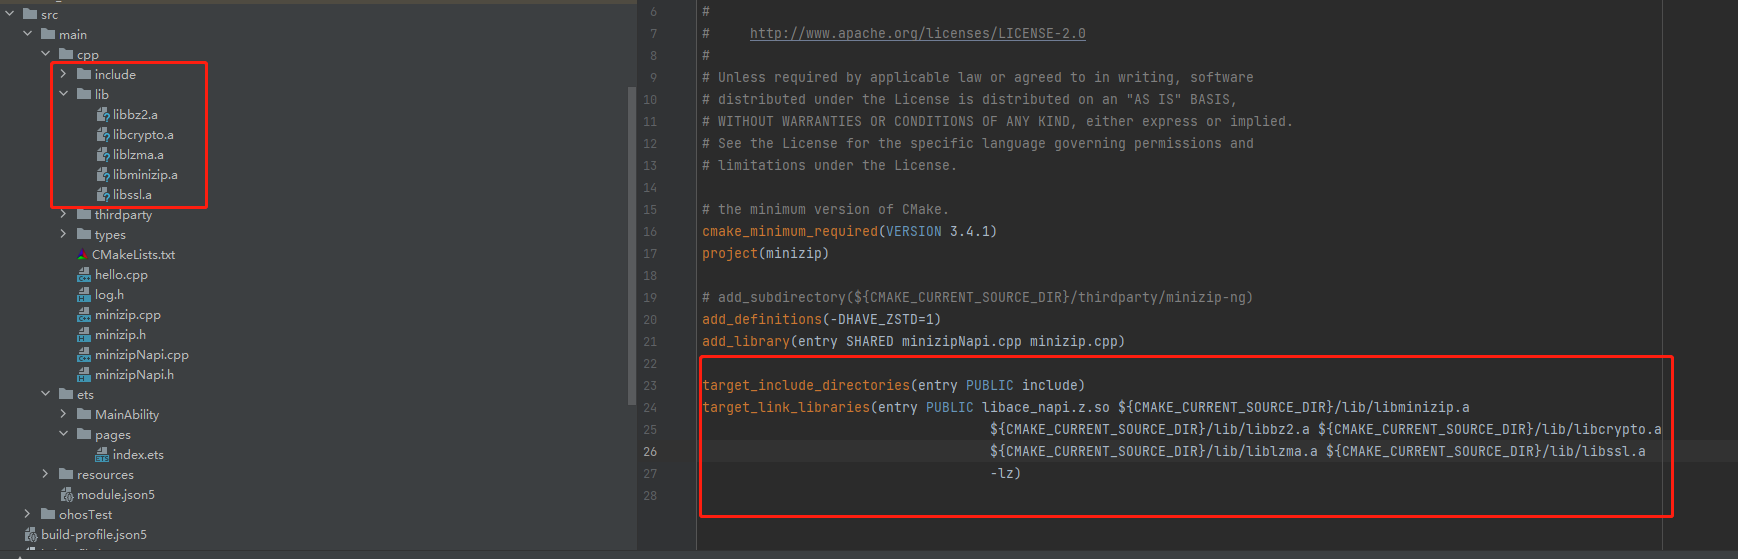 src
main
cpp
include
lib
libbz2.a
libcrypto.a
liblzma.a
libminizip.a
libssl.a
thirdparty
types
CMakeLists.txt
hello.cpp
log.h
minizip.cpp
minizip.h
minizipNapi.cpp
minizipNapi.h
ets
MainAbility
pages
index.ets
resources
module.json5
ohosTest
build-profile.json5
6 #
7 # http://www.apache.org/licenses/LICENSE-2.0
8 #
9 # Unless required by applicable law or agreed to in writing, software
10 # distributed under the License is distributed on an "AS IS" BASIS,
11 # WITHOUT WARRANTIES OR CONDITIONS OF ANY KIND, either express or implied.
12 # See the License for the specific language governing permissions and
13 # limitations under the License.
14
15 # the minimum version of CMake.
16 cmake_minimum_required(VERSION 3.4.1)
17 project(minizip)
18
19 # add_subdirectory(${CMAKE_CURRENT_SOURCE_DIR}/thirdparty/minizip-ng)
20 add_definitions(-DHAVE_ZSTD=1)
21 add_library(entry SHARED minizipNapi.cpp minizip.cpp)
22
23 target_include_directories(entry PUBLIC include)
24 target_link_libraries(entry PUBLIC libace_napi.z.so ${CMAKE_CURRENT_SOURCE_DIR}/lib/libminizip.a
25 ${CMAKE_CURRENT_SOURCE_DIR}/lib/libbz2.a ${CMAKE_CURRENT_SOURCE_DIR}/lib/libcrypto.a
26 ${CMAKE_CURRENT_SOURCE_DIR}/lib/liblzma.a ${CMAKE_CURRENT_SOURCE_DIR}/lib/libssl.a
27 -lz)
28